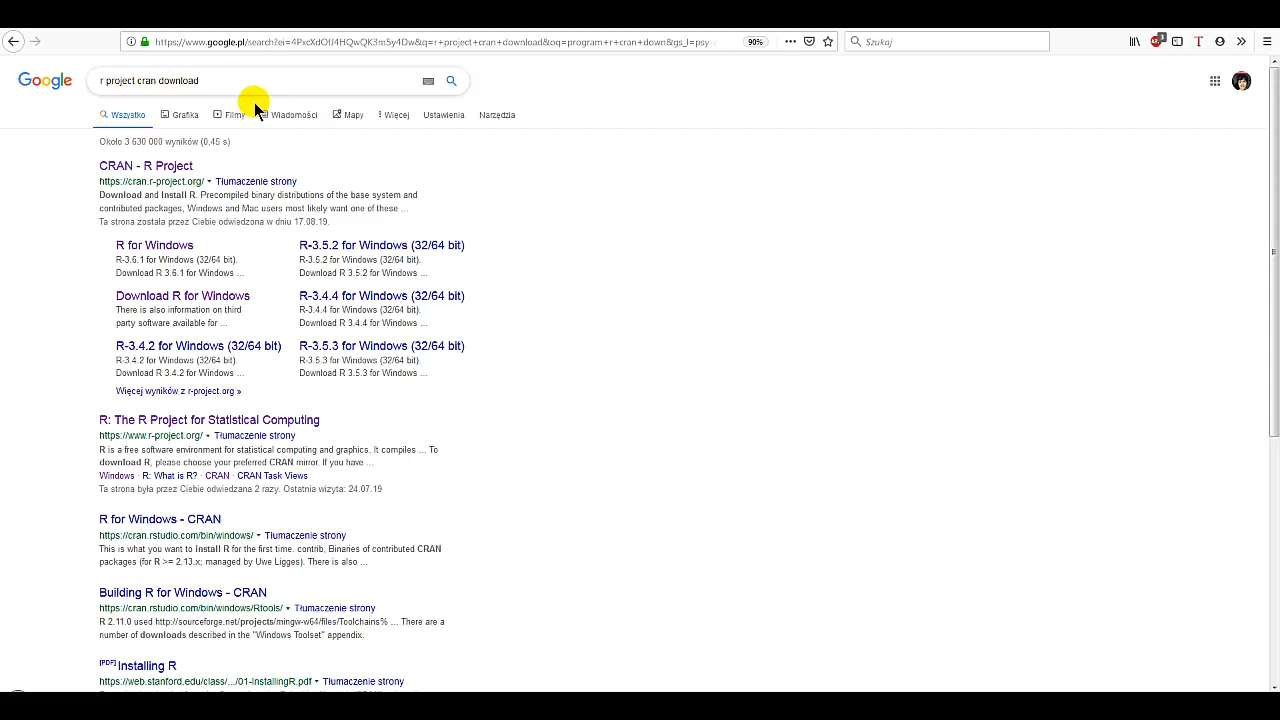 https://www.google.pl/search?ei=4PxcXdOfJ4HQwQK3m5y4Dw&q=r+project+cran+download&oq=program+r+cran+down&gs_l=psy-
90%
Szukaj
Google
r project cran download
Wszystko Grafika Filmy Wiadomości Mapy Więcej Ustawienia Narzędzia
Około 3 630 000 wyników (0,45 s)
CRAN - R Project
https://cran.r-project.org/ Tłumaczenie strony
Download and Install R. Precompiled binary distributions of the base system and
contributed packages, Windows and Mac users most likely want one of these ...
Ta strona została przez Ciebie odwiedzona w dniu 17.08.19.
R for Windows
R-3.6.1 for Windows (32/64 bit).
Download R 3.6.1 for Windows ...
R-3.5.2 for Windows (32/64 bit)
R-3.5.2 for Windows (32/64 bit).
Download R 3.5.2 for Windows ...
Download R for Windows
There is also information on third
party software available for ...
R-3.4.4 for Windows (32/64 bit)
R-3.4.4 for Windows (32/64 bit).
Download R 3.4.4 for Windows ...
R-3.4.2 for Windows (32/64 bit)
R-3.4.2 for Windows (32/64 bit).
Download R 3.4.2 for Windows ...
R-3.5.3 for Windows (32/64 bit)
R-3.5.3 for Windows (32/64 bit).
Download R 3.5.3 for Windows ...
Więcej wyników z r-project.org »
R: The R Project for Statistical Computing
https://www.r-project.org/ Tłumaczenie strony
R is a free software environment for statistical computing and graphics. It compiles ... To
download R, please choose your preferred CRAN mirror. If you have ...
Windows · R: What is R? · CRAN · CRAN Task Views
Ta strona była przez Ciebie odwiedzana 2 razy. Ostatnia wizyta: 24.07.19
R for Windows - CRAN
https://cran.rstudio.com/bin/windows/ Tłumaczenie strony
This is what you want to install R for the first time. contrib, Binaries of contributed CRAN
packages (for R >= 2.13.x; managed by Uwe Ligges). There is also ...
Building R for Windows - CRAN
https://cran.rstudio.com/bin/windows/Rtools/ Tłumaczenie strony
R 2.11.0 used http://sourceforge.net/projects/mingw-w64/files/Toolchains% ... There are a
number of downloads described in the "Windows Toolset" appendix.
[PDF] Installing R
https://web.stanford.edu/class/.../01-InstallingR.pdf Tłumaczenie strony